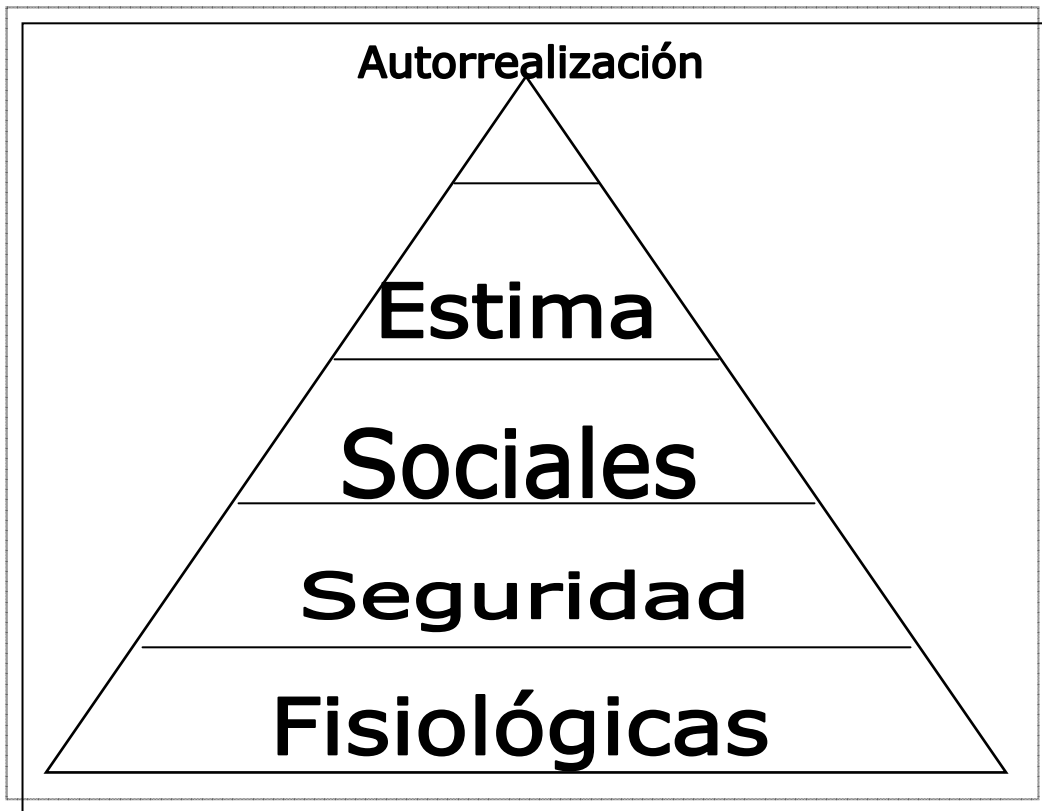 Autorrealización
Estima
Sociales
Seguridad
Fisiológicas